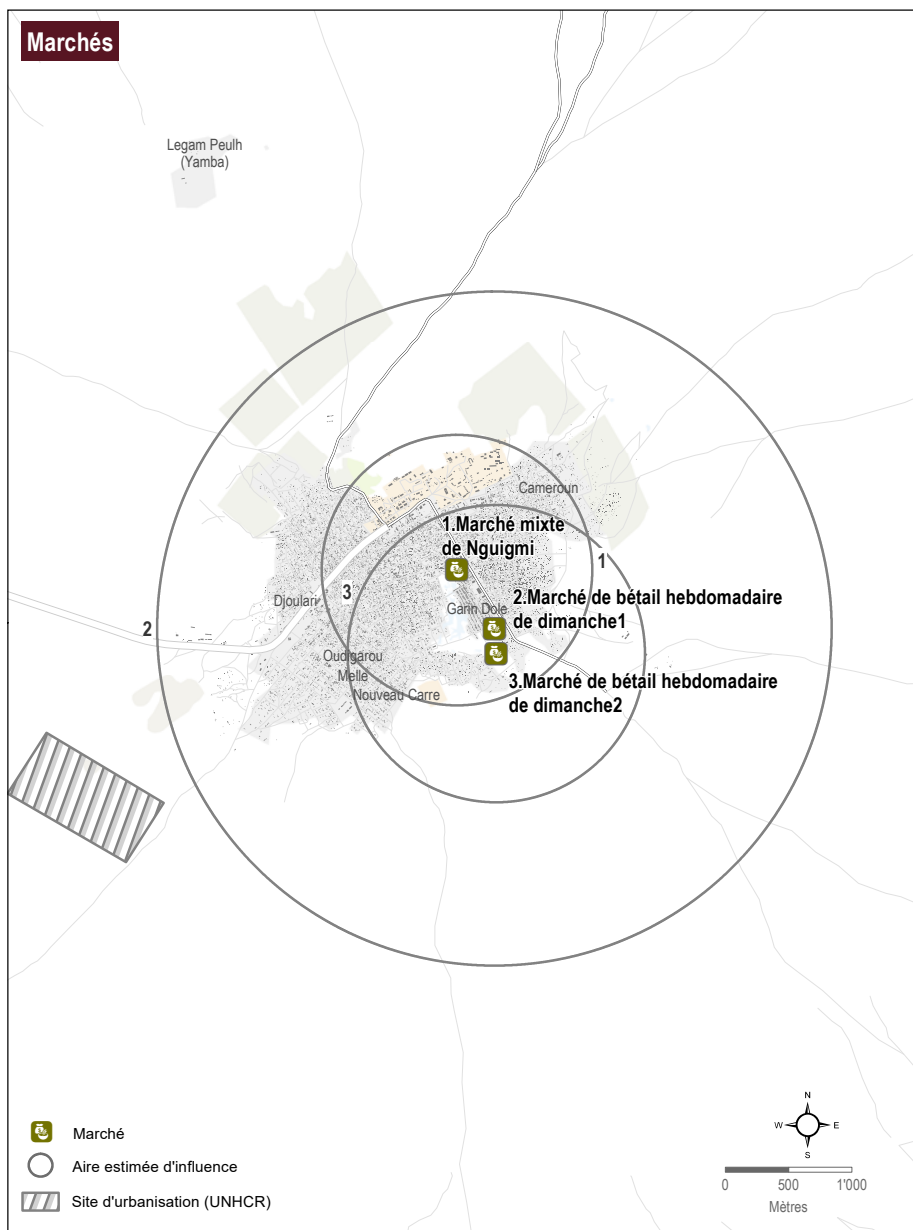 Marchés
Legam Peulh
(Yamba)
Cameroun
1.Marché mixte
de Nguigmi
1
3
Djoulari
Garin Dole
2.Marché de bétail hebdomadaire
de dimanche1
2
Oudigarou
Melle
Nouveau Carre
3.Marché de bétail hebdomadaire
de dimanche2
Marché
Aire estimée d'influence
Site d'urbanisation (UNHCR)
N
W E
S
0 500 1'000
Mètres